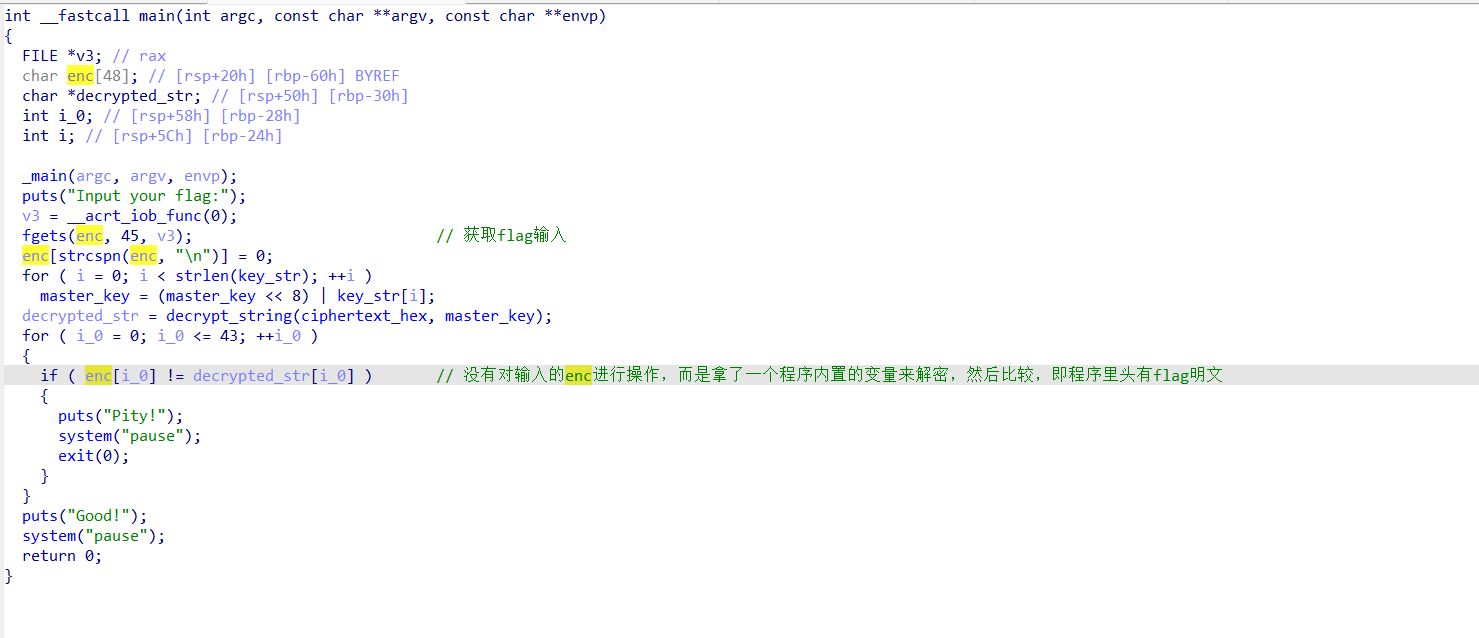 int __fastcall main(int argc, const char **argv, const char **envp)
{
  FILE *v3; // rax
  char enc[48]; // [rsp+20h] [rbp-60h] BYREF
  char *decrypted_str; // [rsp+50h] [rbp-30h]
  int i_0; // [rsp+58h] [rbp-28h]
  int i; // [rsp+5Ch] [rbp-24h]

  _main(argc, argv, envp);
  puts("Input your flag:");
  v3 = __acrt_iob_func(0);
  fgets(enc, 45, v3);                           // 获取flag输入
  enc[strcspn(enc, "\n")] = 0;
  for ( i = 0; i < strlen(key_str); ++i )
    master_key = (master_key << 8) | key_str[i];
  decrypted_str = decrypt_string(ciphertext_hex, master_key);
  for ( i_0 = 0; i_0 <= 43; ++i_0 )
  {
    if ( enc[i_0] != decrypted_str[i_0] )       // 没有对输入的enc进行操作，而是拿了一个程序内置的变量来解密，然后比较，即程序里头有flag明文
    {
      puts("Pity!");
      system("pause");
      exit(0);
    }
  }
  puts("Good!");
  system("pause");
  return 0;
}